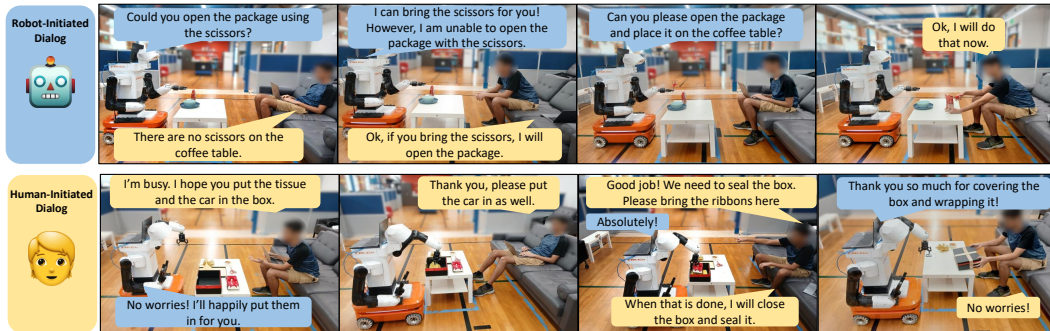 Robot-Initiated
Dialog
Could you open the package using
the scissors?
There are no scissors on the
coffee table.
I can bring the scissors for you!
However, I am unable to open the
package with the scissors.
Ok, if you bring the scissors, I will
open the package.
Can you please open the package
and place it on the coffee table?
Ok, I will do
that now.
Human-Initiated
Dialog
I'm busy. I hope you put the tissue
and the car in the box.
No worries! I'll happily put them
in for you.
Thank you, please put
the car in as well.
Good job! We need to seal the box.
Please bring the ribbons here
Absolutely!
When that is done, I will close
the box and seal it.
Thank you so much for covering the
box and wrapping it!
No worries!